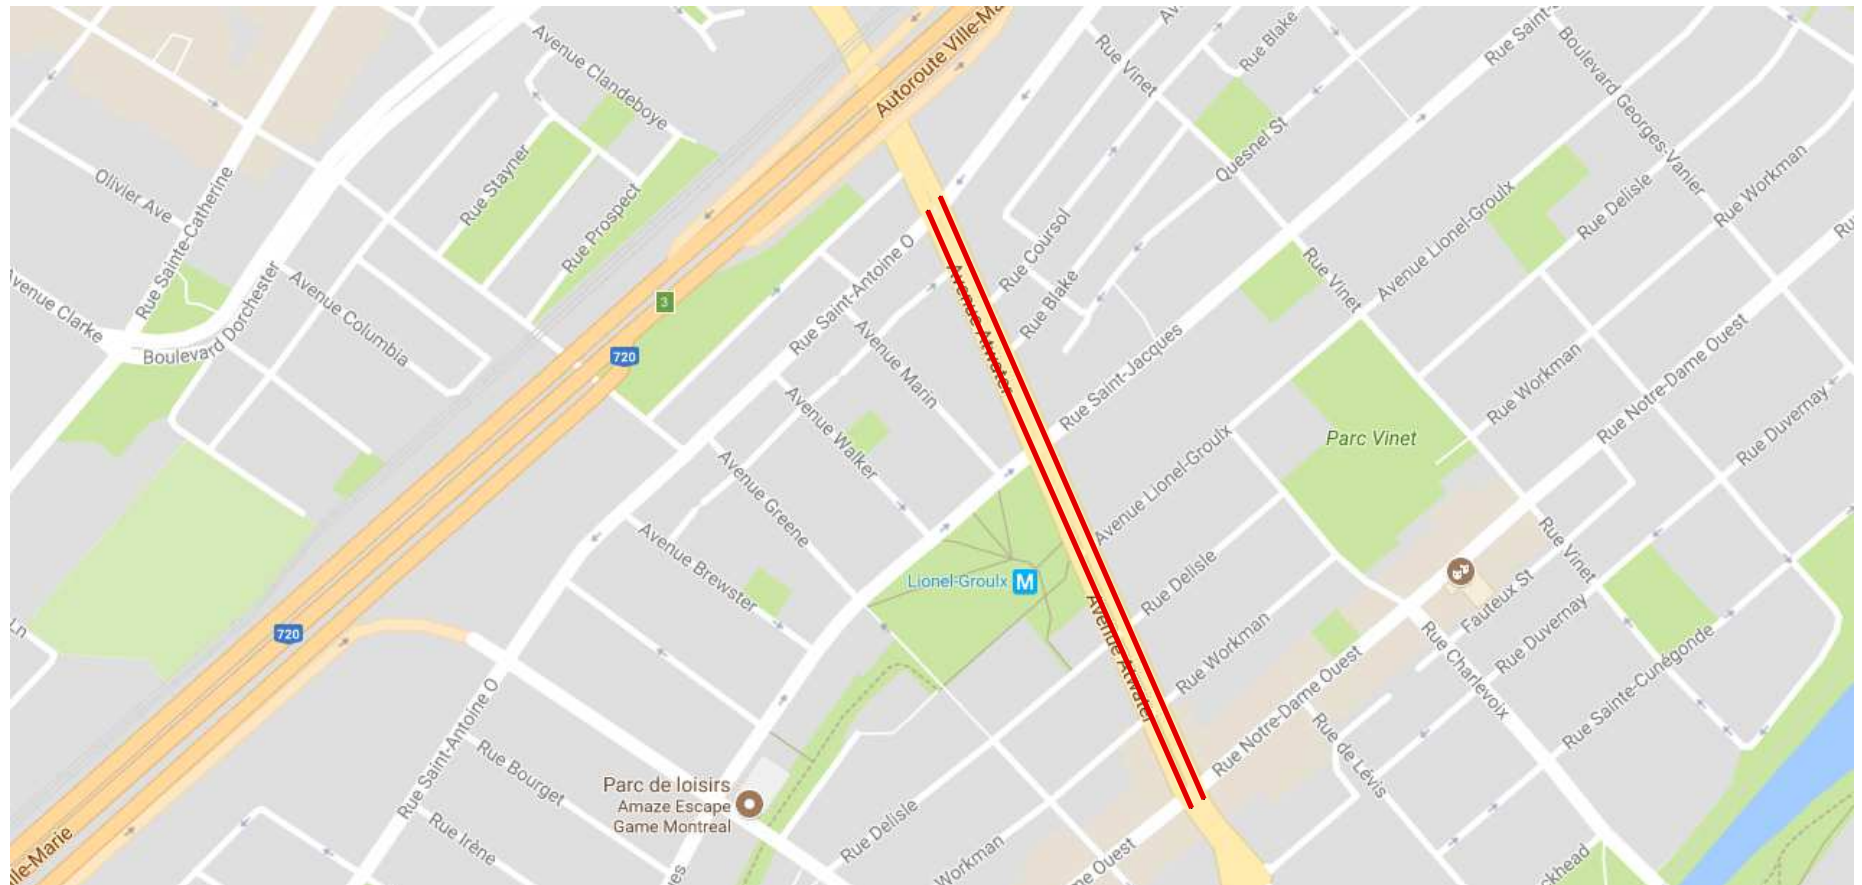 Avenue Clandeboye
Autoroute Ville-Ma
Rue Vinet
Rue Blake
Rue Saint-
Boulevard Georges-Vanier
Olivier Ave
Rue Sainte-Catherine
Rue Stayner
Rue Prospect
Quesnel St
Avenue Lionel-Groulx
Rue Delisle
Rue Workman
Avenue Clarke
Boulevard Dorchester
Avenue Columbia
3
720
Rue Saint-Antoine O
Avenue Atwater
Rue Coursol
Rue Blake
Rue Vinet
Avenue Marin
Rue Saint-Jacques
Rue Workman
Rue Notre-Dame Ouest
Rue Duvernay
Avenue Walker
Parc Vinet
Avenue Greene
Avenue Lionel-Groulx
Avenue Brewster
Lionel-Groulx
M
Rue Delisle
Rue Vinet
Fauteux St
Rue Duvernay
Ln
720
Avenue Atwater
Rue Workman
Rue Charlevoix
Rue Sainte-Cunégonde
Rue Saint-Antoine O
Rue Bourget
Rue Notre-Dame Ouest
Rue de Lévis
Parc de loisirs
Amaze Escape
Game Montreal
Rue Irène
Rue Delisle
Workman
me Ouest
ckhead
ille-Marie
ues